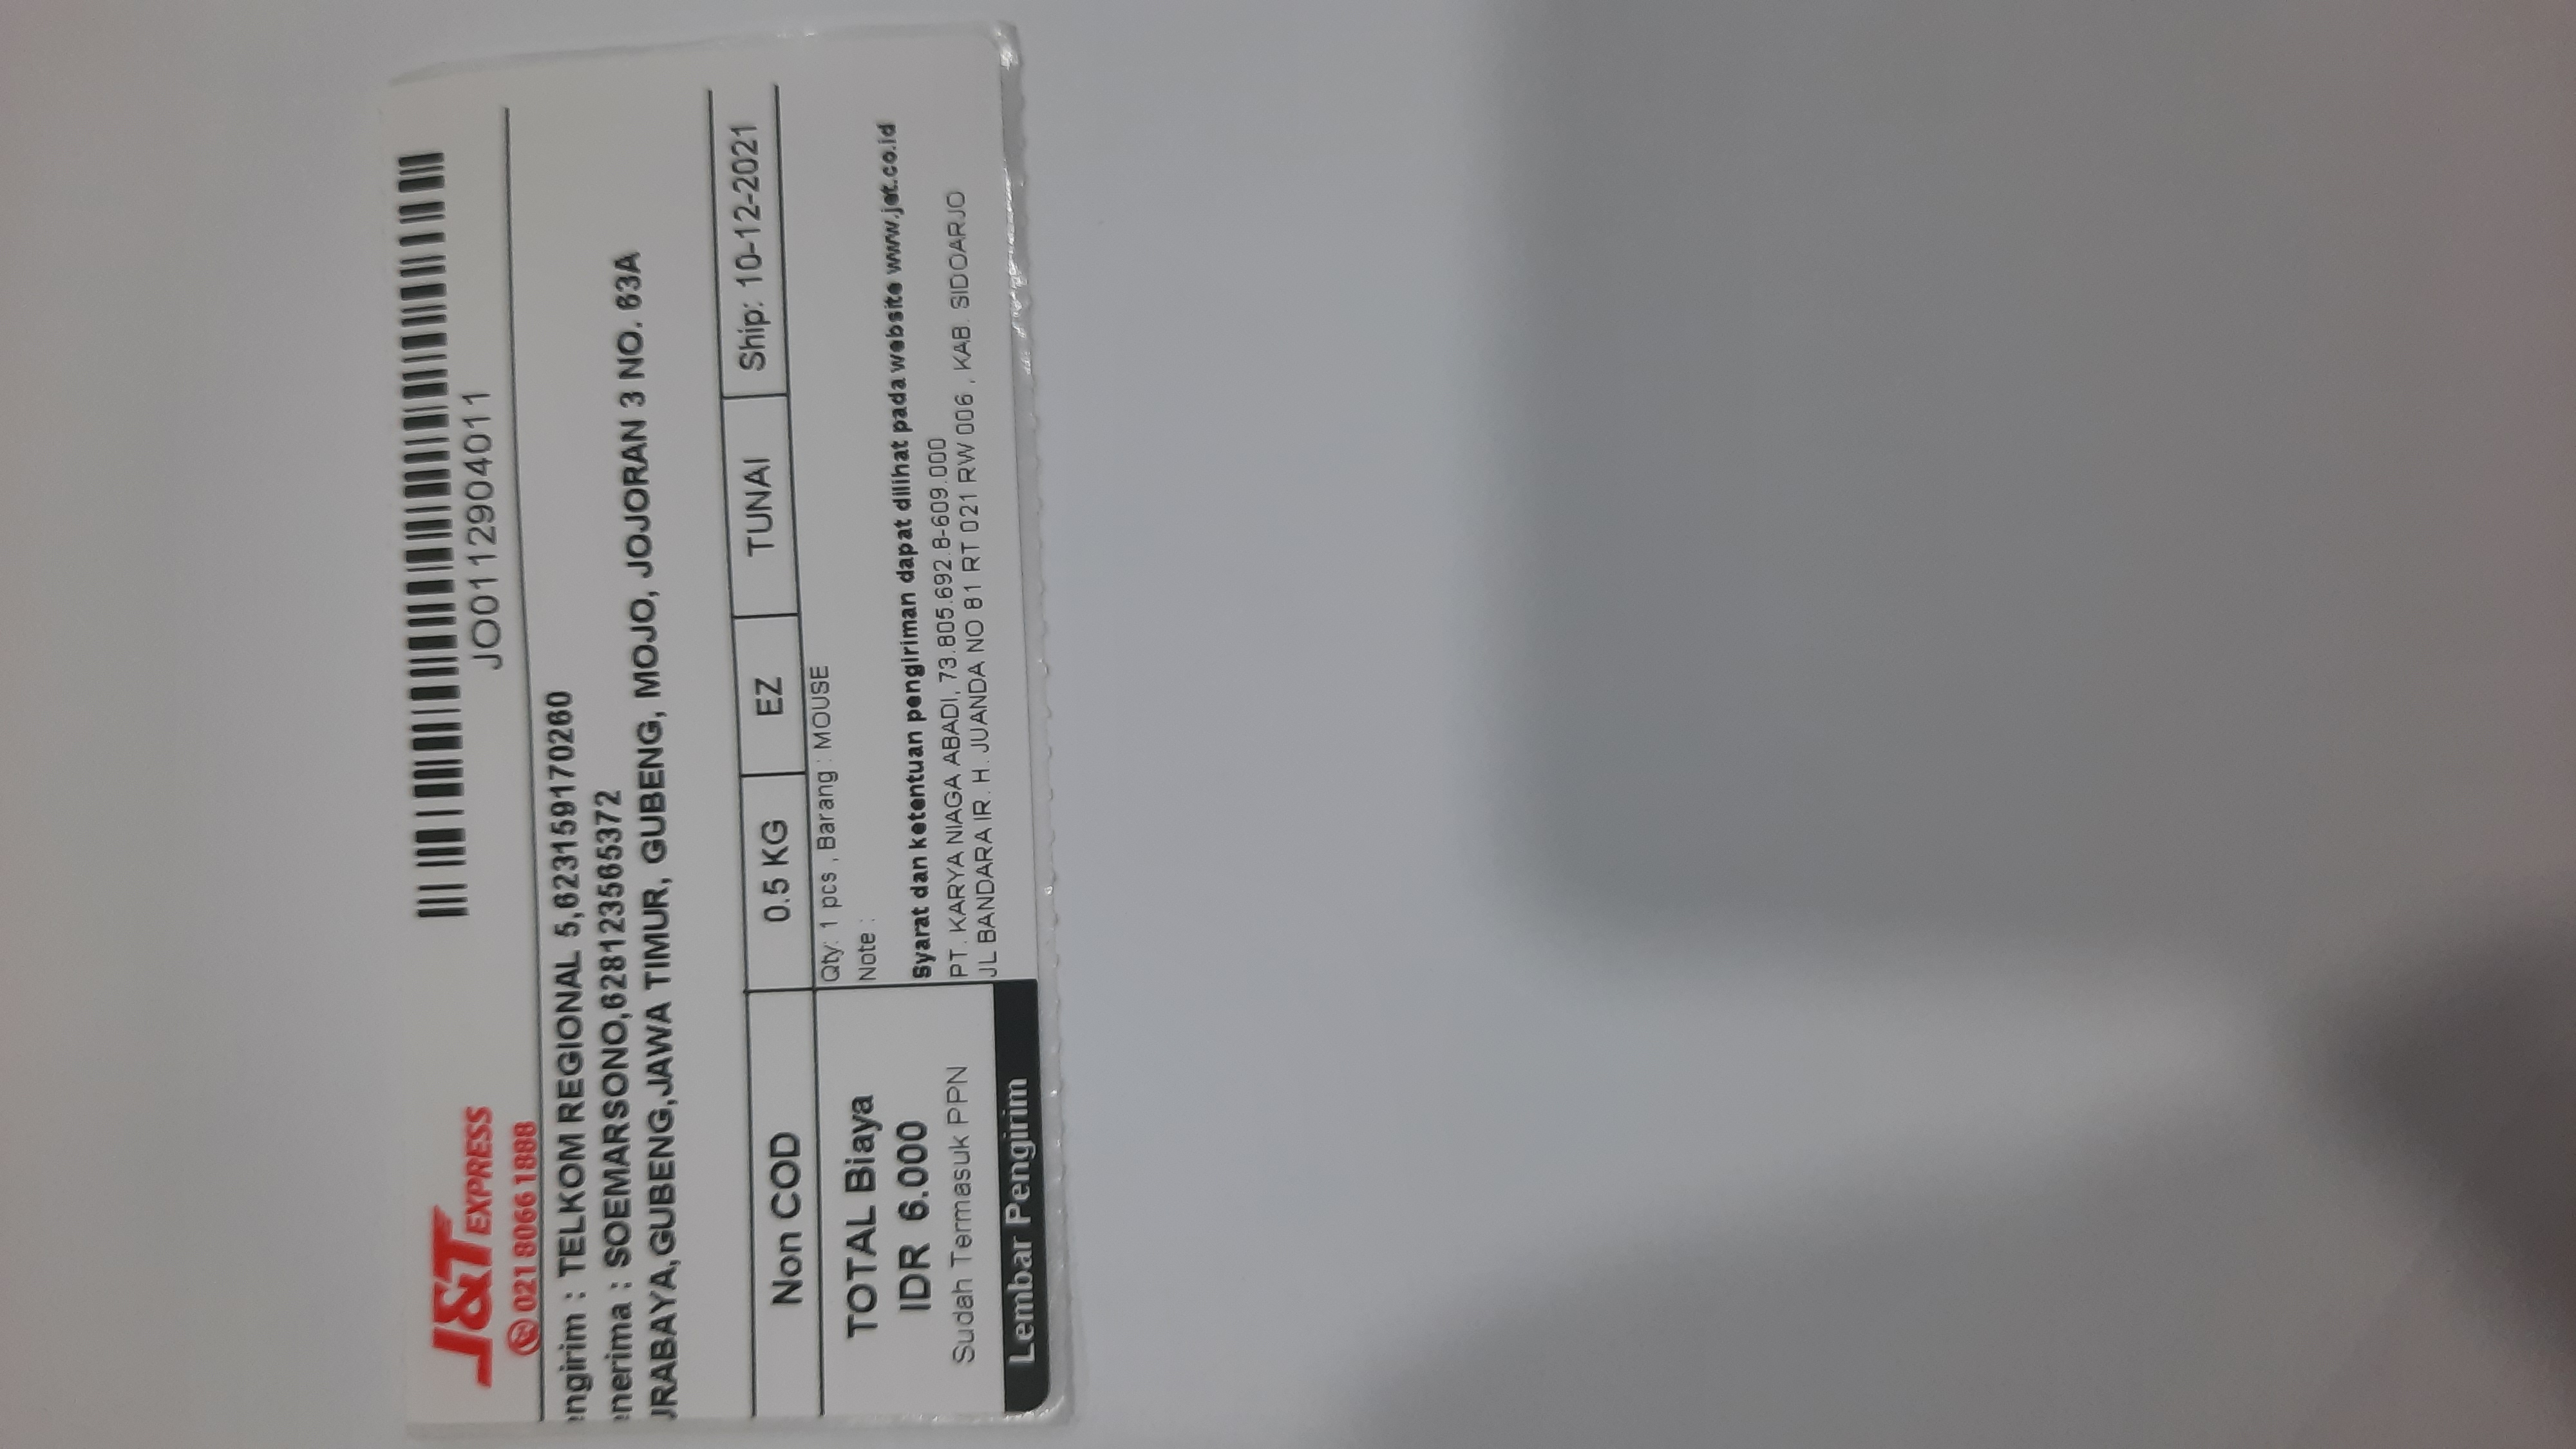 J&T EXPRESS
021 8066 1888
JO0112904011
engirim : TELKOM REGIONAL 5,623159170260
enerima : SOEMARSONO,628123565372
URABAYA,GUBENG,JAWA TIMUR, GUBENG, MOJO, JOJORAN 3 NO. 63A
Non COD 0.5 KG EZ TUNAI Ship: 10-12-2021
TOTAL Biaya
IDR 6.000
Sudah Termasuk PPN
Lembar Pengirim
Qty: 1 pcs , Barang : MOUSE
Note :
Syarat dan ketentuan pengiriman dapat dilihat pada website www.jet.co.id
PT. KARYA NIAGA ABADI, 73.805.692.8-609.000
JL BANDARA IR. H. JUANDA NO 81 RT 021 RW 006 , KAB. SIDOARJO